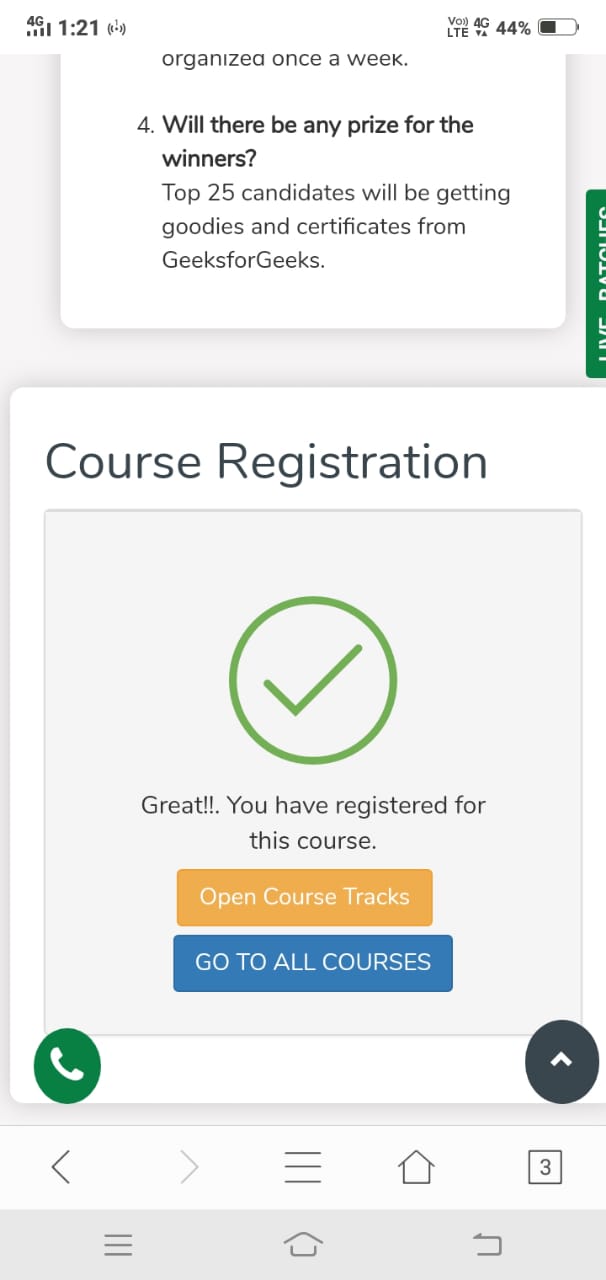 4G 1:21 Vo)) 4G 44%
LTE
organized once a week.
4. Will there be any prize for the
winners?
Top 25 candidates will be getting
goodies and certificates from
GeeksforGeeks.
LIVE BATCHES
Course Registration
Great!!. You have registered for
this course.
Open Course Tracks
GO TO ALL COURSES
3